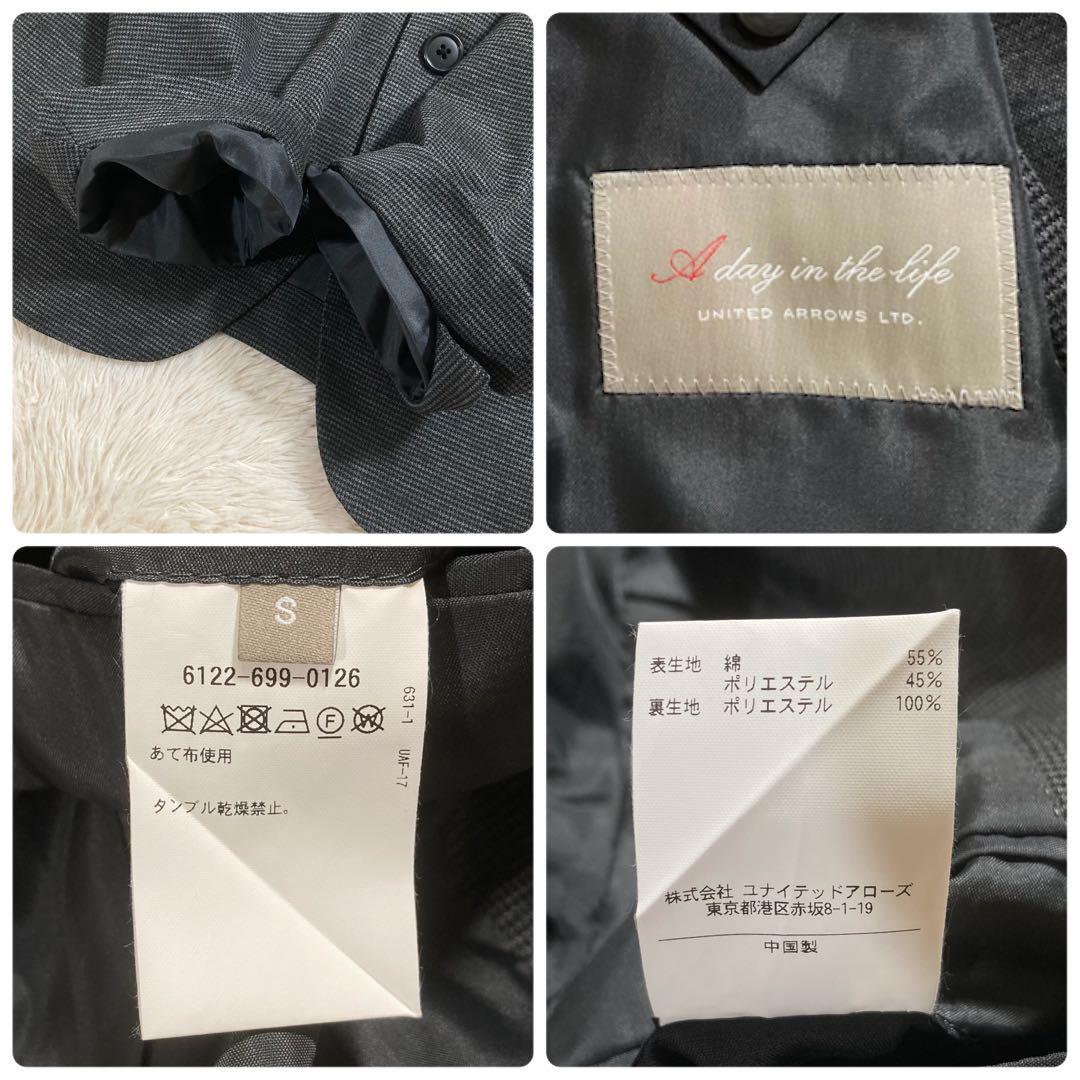 A day in the life
UNITED ARROWS LTD.
S
6122-699-0126
631-1
UAF-17
F
W
あて布使用
タンブル乾燥禁止。
表生地 綿 55%
ポリエステル 45%
裏生地 ポリエステル 100%
株式会社 ユナイテッドアローズ
東京都港区赤坂8-1-19
中国製